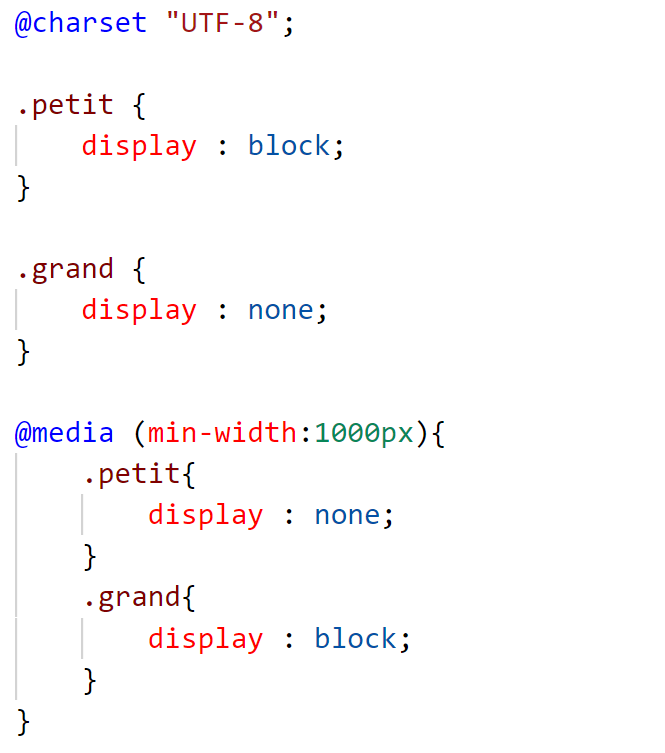 @charset "UTF-8";

.petit {
    display : block;
}

.grand {
    display : none;
}

@media (min-width:1000px){
    .petit{
        display : none;
    }
    .grand{
        display : block;
    }
}